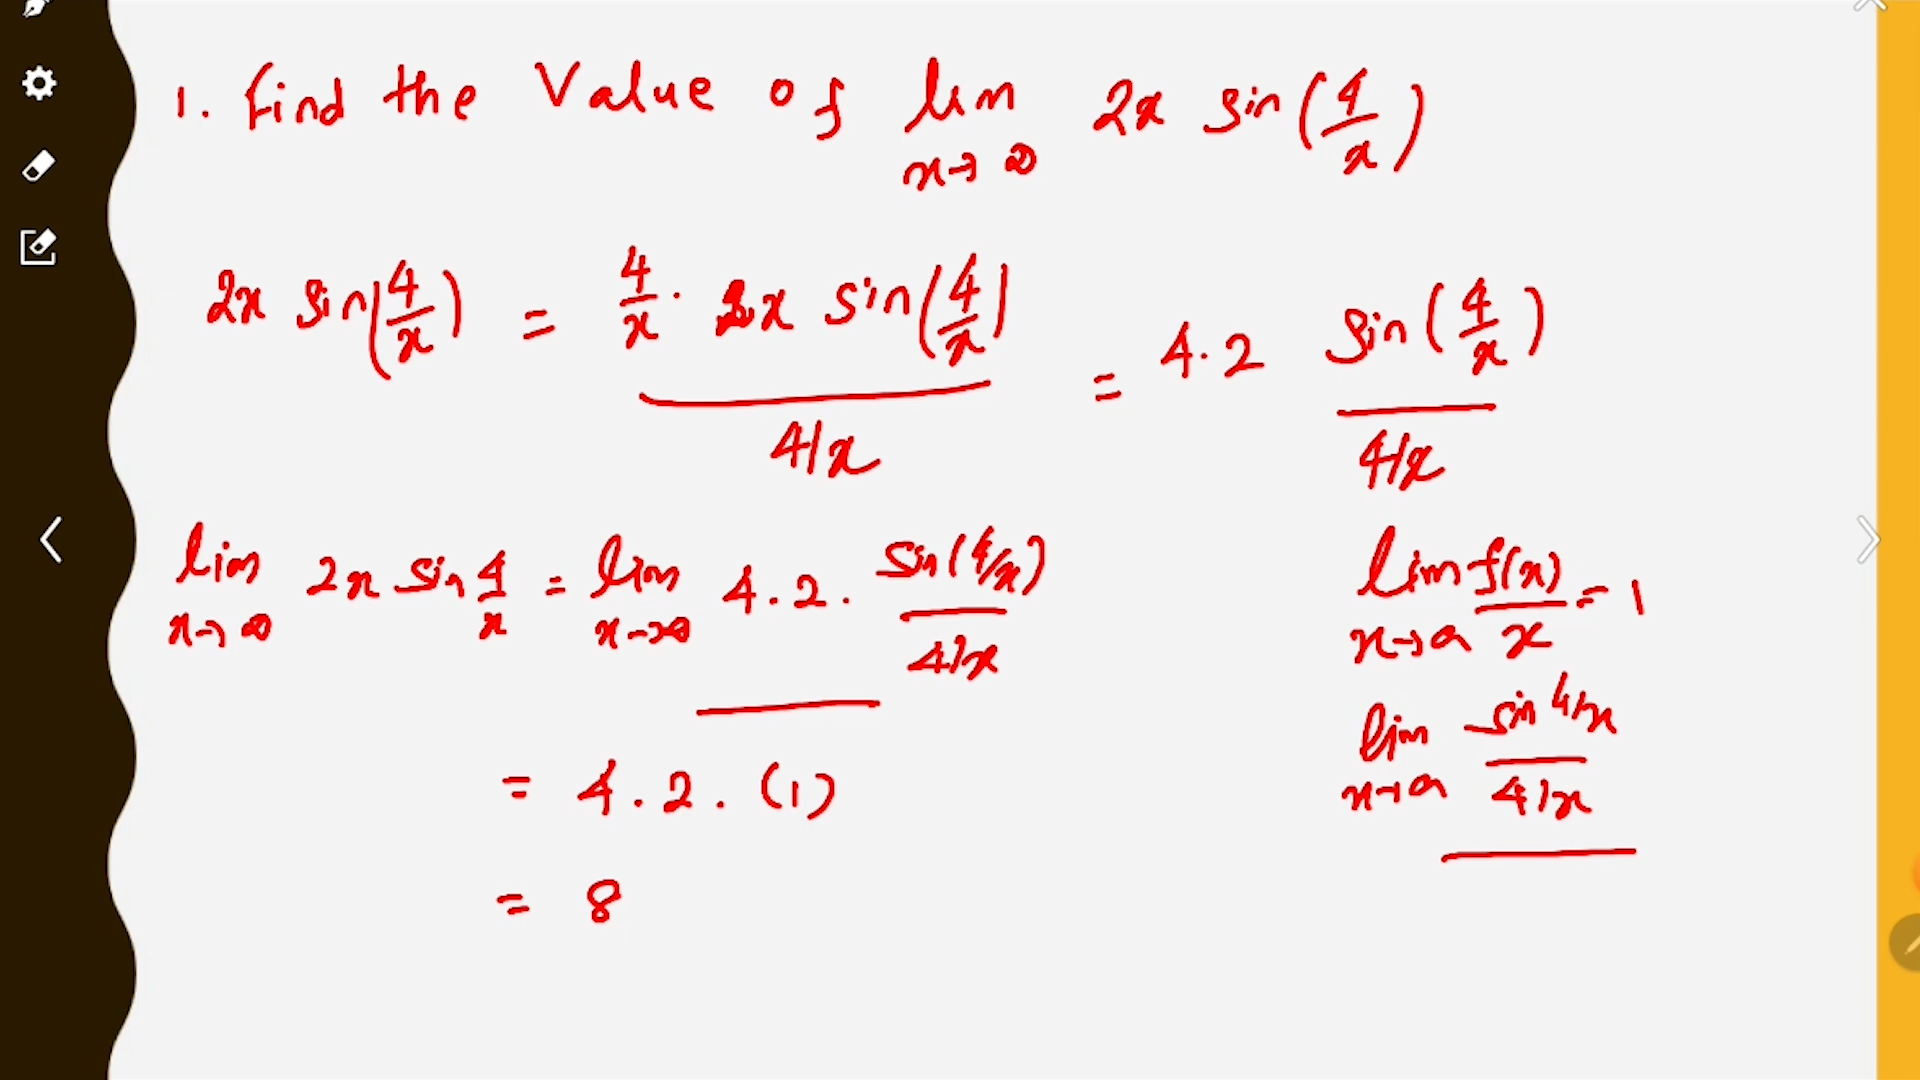 1. Find the Value of lim x→∞ 2x sin(4/x)
2x sin(4/x) = 4/x · 2x sin(4/x) / 4/x = 4.2 sin(4/x) / 4/x
lim x→∞ 2x sin 4/x = lim x→∞ 4.2. sin(4/x) / 4/x
= 4.2.(1)
= 8
lim x→a f(x)/x = 1
lim x→a sin 4/x / 4/x